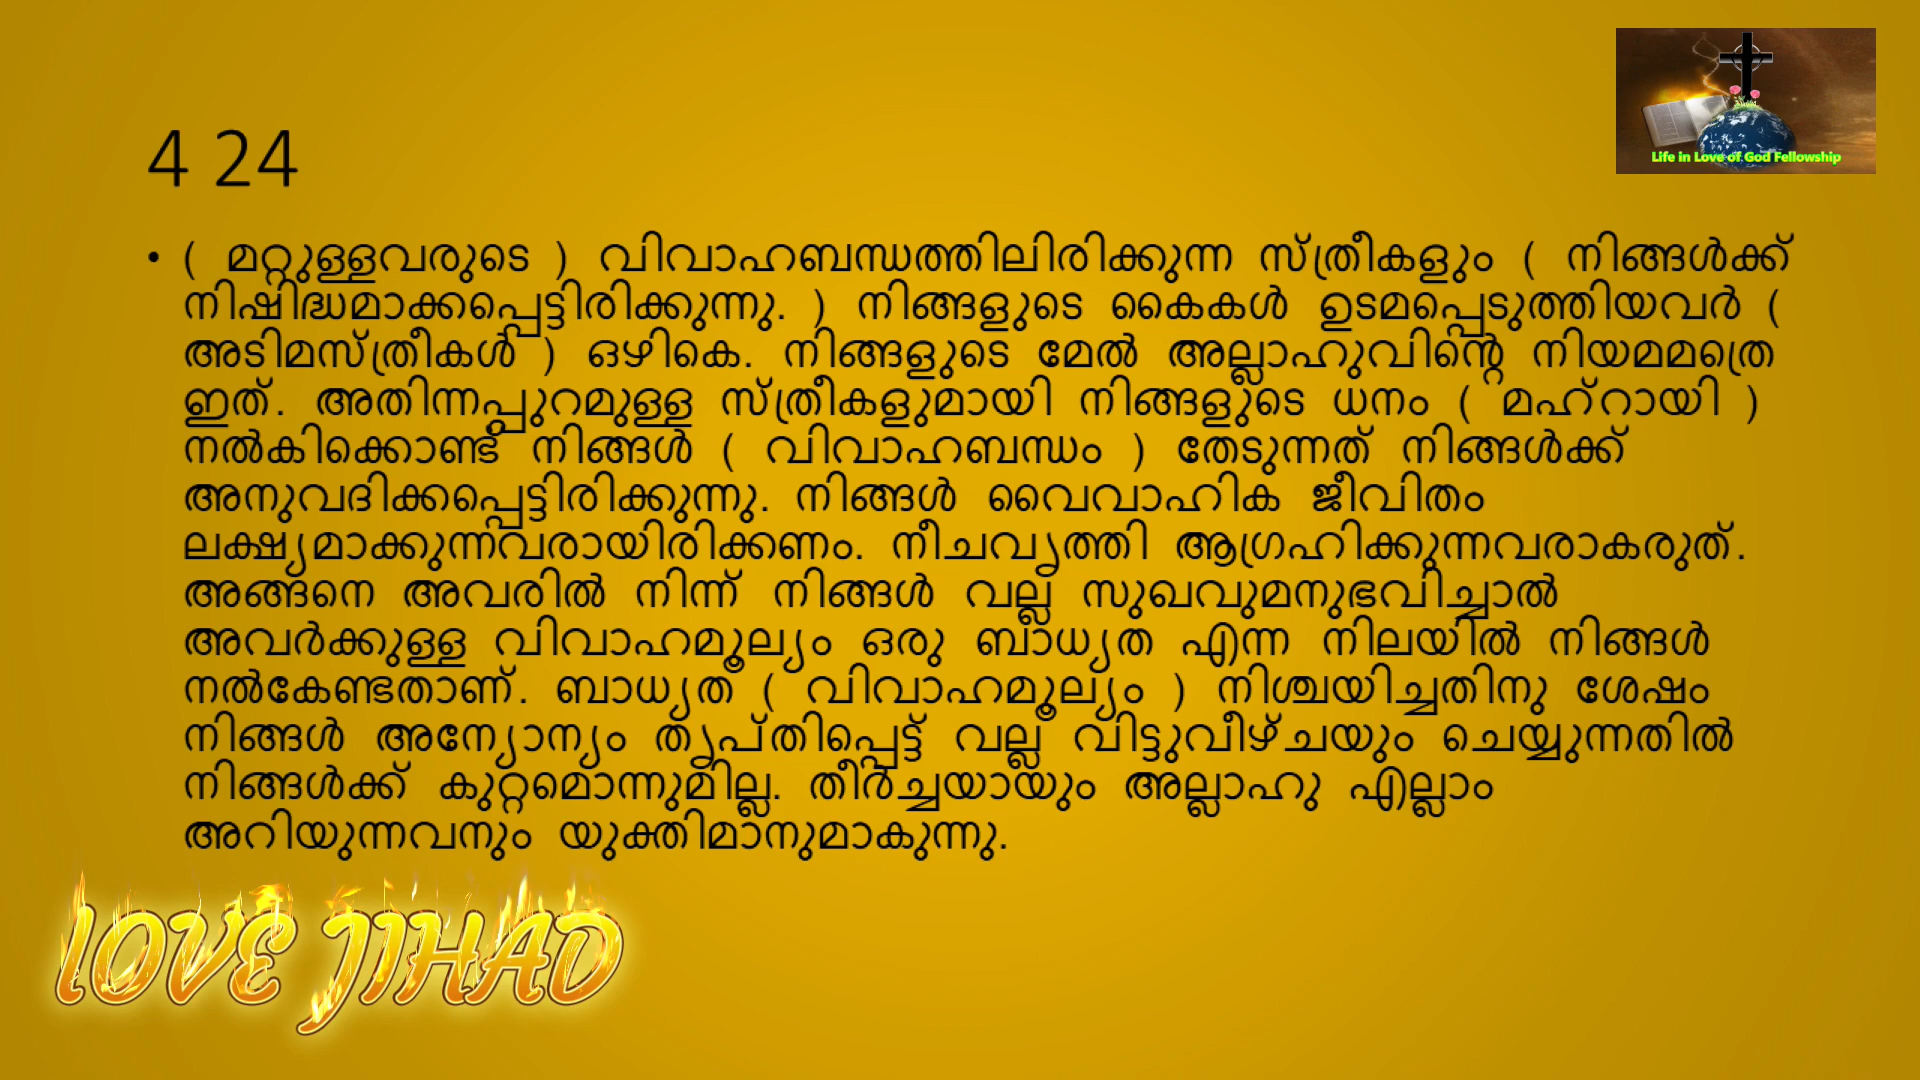 Life in Love of God Fellowship
4 24
• ( മറ്റുള്ളവരുടെ ) വിവാഹബന്ധത്തിലിരിക്കുന്ന സ്ത്രീകളും ( നിങ്ങൾക്ക്
നിഷിദ്ധമാക്കപ്പെട്ടിരിക്കുന്നു. ) നിങ്ങളുടെ കൈകൾ ഉടമപ്പെടുത്തിയവർ (
അടിമസ്ത്രീകൾ ) ഒഴികെ. നിങ്ങളുടെ മേൽ അല്ലാഹുവിന്റെ നിയമമത്രെ
ഇത്. അതിന്നപ്പുറമുള്ള സ്ത്രീകളുമായി നിങ്ങളുടെ ധനം ( മഹ്റായി )
നൽകിക്കൊണ്ട് നിങ്ങൾ ( വിവാഹബന്ധം ) തേടുന്നത് നിങ്ങൾക്ക്
അനുവദിക്കപ്പെട്ടിരിക്കുന്നു. നിങ്ങൾ വൈവാഹിക ജീവിതം
ലക്ഷ്യമാക്കുന്നവരായിരിക്കണം. നീചവൃത്തി ആഗ്രഹിക്കുന്നവരാകരുത്.
അങ്ങനെ അവരിൽ നിന്ന് നിങ്ങൾ വല്ല സുഖവുമനുഭവിച്ചാൽ
അവർക്കുള്ള വിവാഹമൂല്യം ഒരു ബാധ്യത എന്ന നിലയിൽ നിങ്ങൾ
നൽകേണ്ടതാണ്. ബാധ്യത ( വിവാഹമൂല്യം ) നിശ്ചയിച്ചതിനു ശേഷം
നിങ്ങൾ അന്യോന്യം തൃപ്തിപ്പെട്ട് വല്ല വിട്ടുവീഴ്ചയും ചെയ്യുന്നതിൽ
നിങ്ങൾക്ക് കുറ്റമൊന്നുമില്ല. തീർച്ചയായും അല്ലാഹു എല്ലാം
അറിയുന്നവനും യുക്തിമാനുമാകുന്നു.
LOVE JIHAD